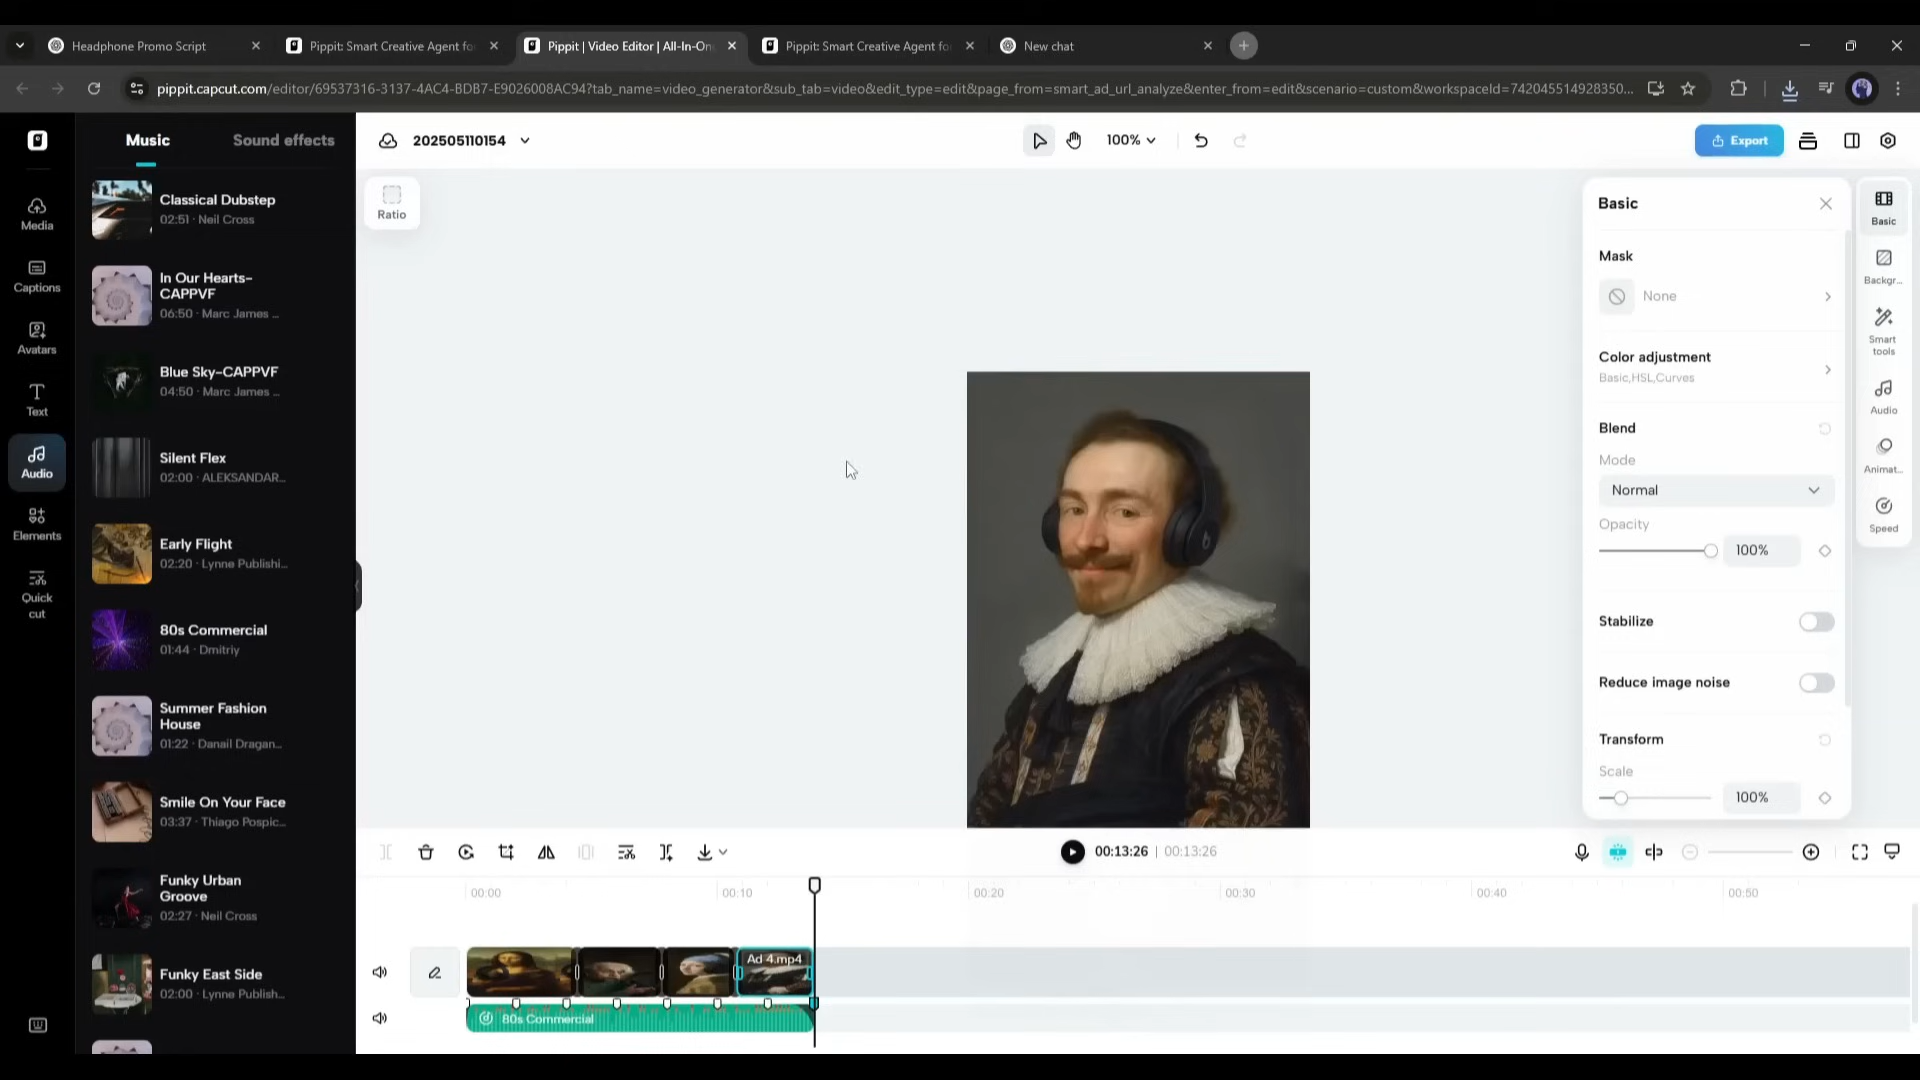 Headphone Promo Script
Pippit: Smart Creative Agent fo
Pippit | Video Editor | All-In-On
Pippit: Smart Creative Agent fo
New chat
pippit.capcut.com/editor/69537316-3137-4AC4-BDB7-E9026008AC94?tab_name=video_generator&sub_tab=video&edit_type=edit&page_from=smart_ad_url_analyze&enter_from=edit&scenario=custom&workspaceId=742045514928350...
Music
Sound effects
202505110154
100%
Export
Media
Captions
Avatars
Text
Audio
Elements
Quick
cut
Classical Dubstep
02:51 · Neil Cross
In Our Hearts-
CAPPVF
06:50 · Marc James ...
Blue Sky-CAPPVF
04:50 · Marc James ...
Silent Flex
02:00 · ALEKSANDAR...
Early Flight
02:20 · Lynne Publishi...
80s Commercial
01:44 · Dmitriy
Summer Fashion
House
01:22 · Danail Dragan...
Smile On Your Face
03:37 · Thiago Pospic...
Funky Urban
Groove
02:27 · Neil Cross
Funky East Side
02:00 · Lynne Publish...
Ratio
Basic
Mask
None
Color adjustment
Basic,HSL,Curves
Blend
Mode
Normal
Opacity
100%
Stabilize
Reduce image noise
Transform
Scale
100%
Basic
Backgr...
Smart
tools
Audio
Animat...
Speed
00:13:26 | 00:13:26
00:00
00:10
00:20
00:30
00:40
00:50
Ad 4.mp4
80s Commercial